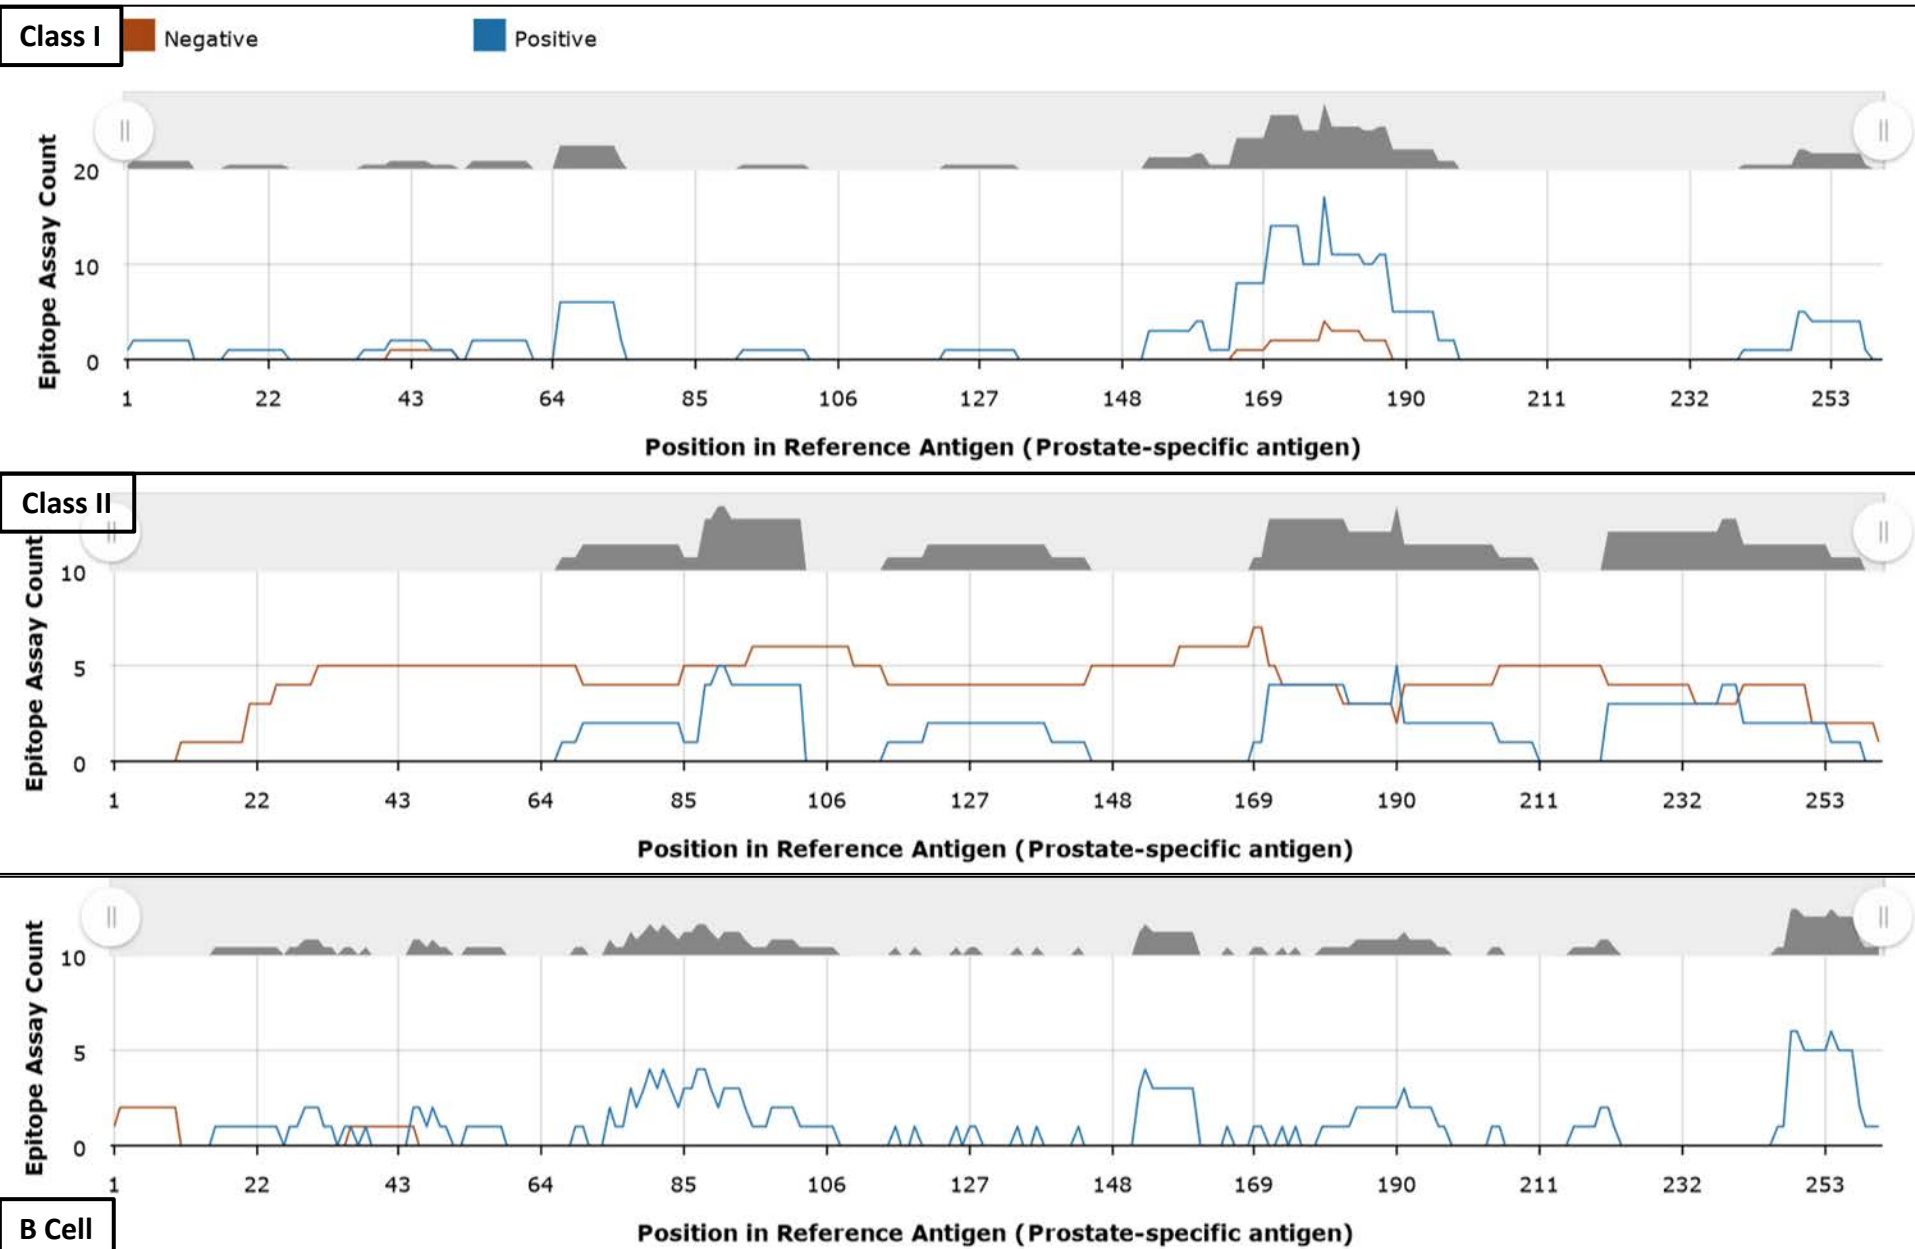 Class I
Negative Positive
Epitope Assay Count
20
10
0
1 22 43 64 85 106 127 148 169 190 211 232 253
Position in Reference Antigen (Prostate-specific antigen)
Class II
Epitope Assay Count
10
5
0
1 22 43 64 85 106 127 148 169 190 211 232 253
Position in Reference Antigen (Prostate-specific antigen)
Epitope Assay Count
10
5
0
1 22 43 64 85 106 127 148 169 190 211 232 253
B Cell
Position in Reference Antigen (Prostate-specific antigen)